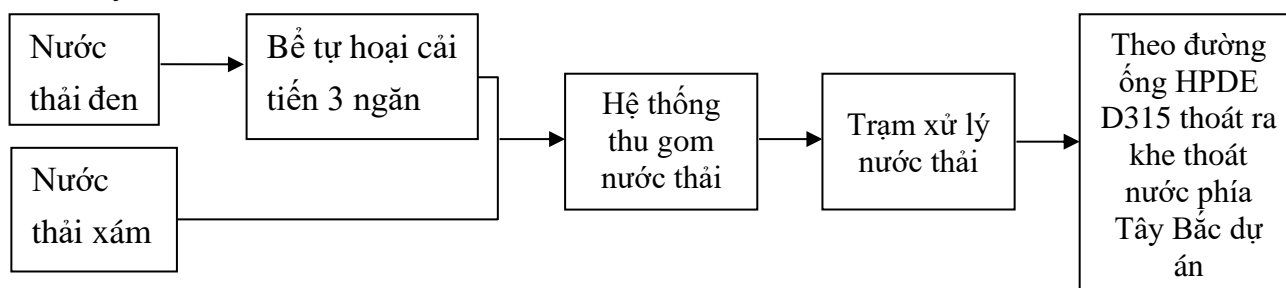 Nước
thải đen
Bể tự hoại cải
tiến 3 ngăn
Nước
thải xám
Hệ thống
thu gom
nước thải
Trạm xử lý
nước thải
Theo đường
ống HPDE
D315 thoát ra
khe thoát
nước phía
Tây Bắc dự
án